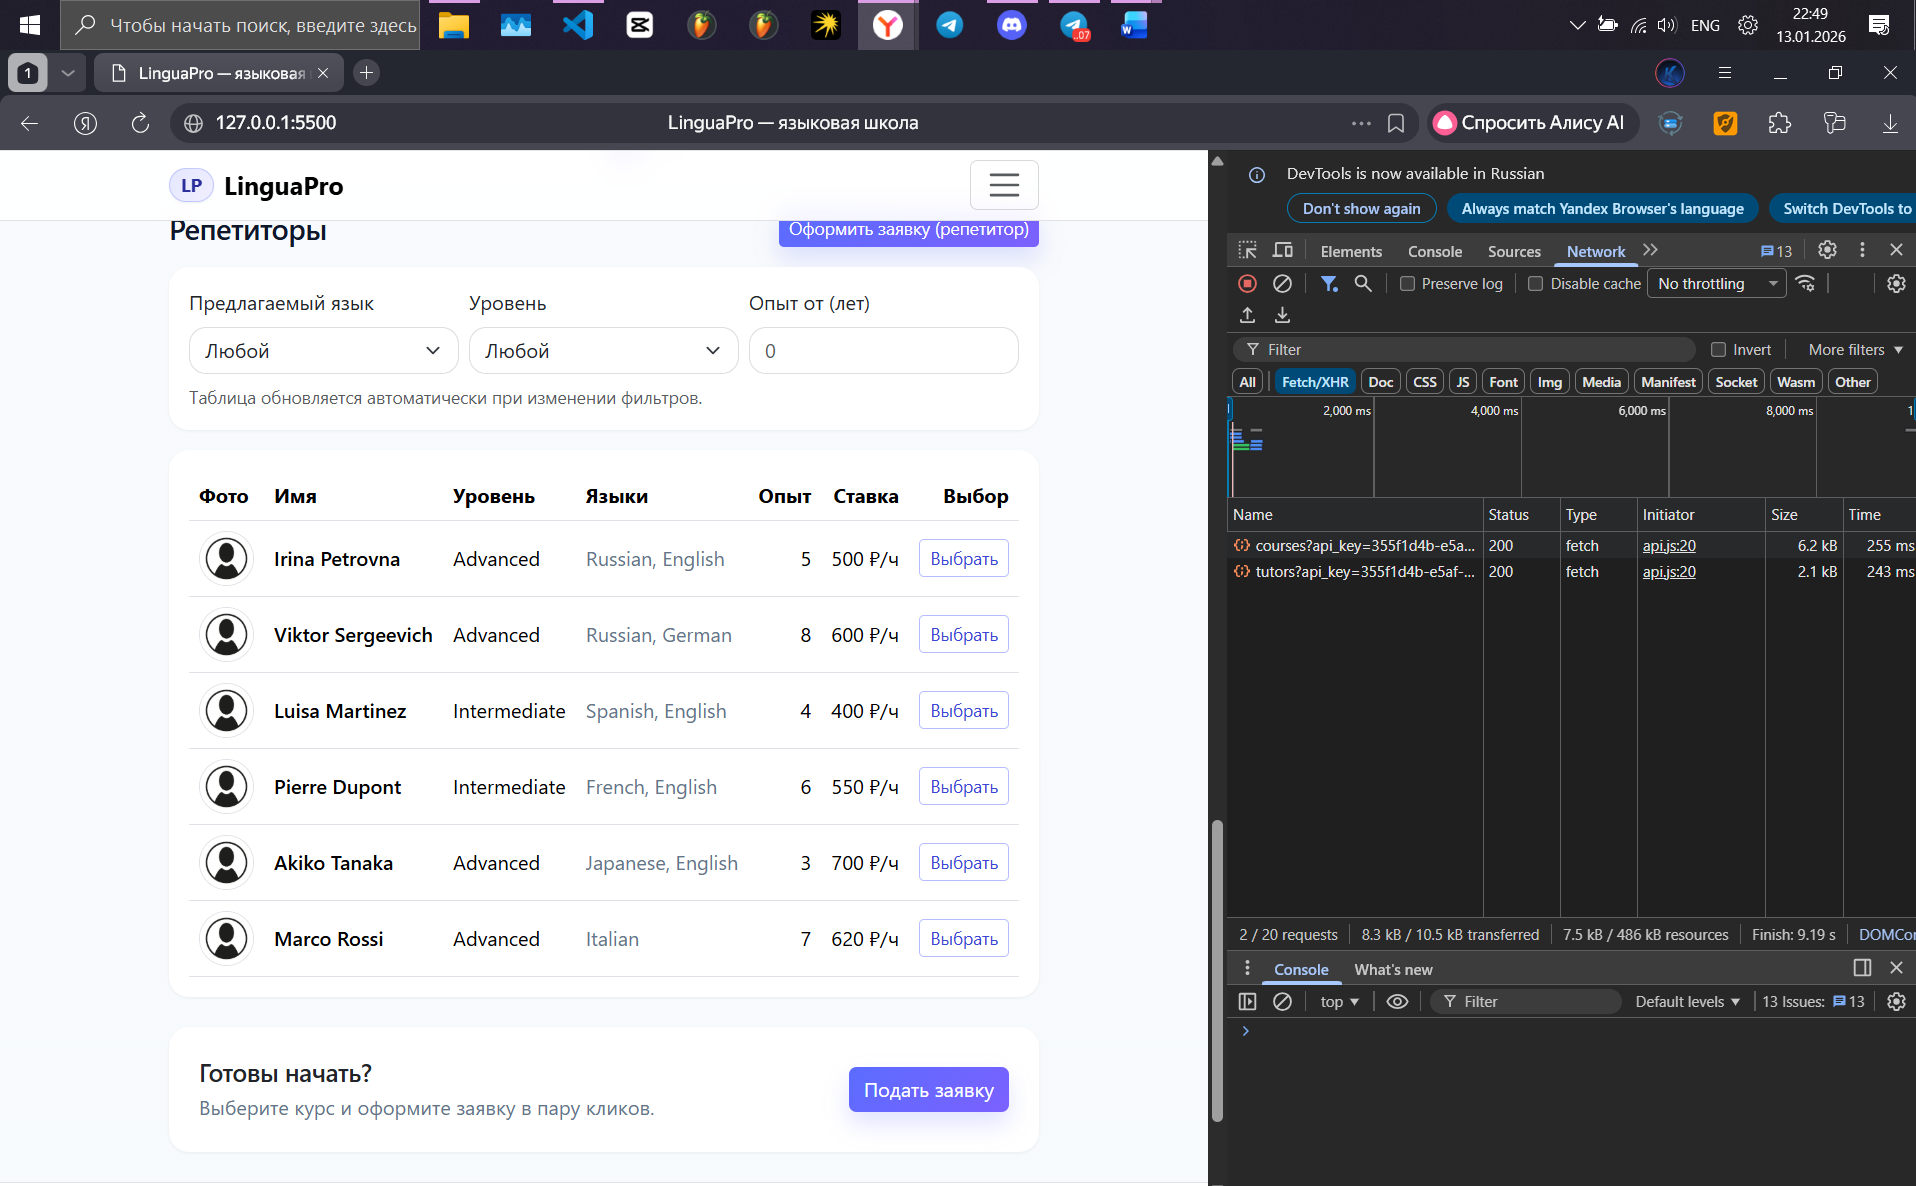 Чтобы начать поиск, введите здесь
..07
ENG
22:49
13.01.2026
1
LinguaPro — языковая
127.0.0.1:5500
LinguaPro — языковая школа
Спросить Алису AI
LP
LinguaPro
Репетиторы
Оформить заявку (репетитор)
Предлагаемый язык
Уровень
Опыт от (лет)
Любой
Любой
0
Таблица обновляется автоматически при изменении фильтров.
Фото Имя Уровень Языки Опыт Ставка Выбор
Irina Petrovna Advanced Russian, English 5 500 ₽/ч Выбрать
Viktor Sergeevich Advanced Russian, German 8 600 ₽/ч Выбрать
Luisa Martinez Intermediate Spanish, English 4 400 ₽/ч Выбрать
Pierre Dupont Intermediate French, English 6 550 ₽/ч Выбрать
Akiko Tanaka Advanced Japanese, English 3 700 ₽/ч Выбрать
Marco Rossi Advanced Italian 7 620 ₽/ч Выбрать
Готовы начать?
Выберите курс и оформите заявку в пару кликов.
Подать заявку
DevTools is now available in Russian
Don't show again
Always match Yandex Browser's language
Switch DevTools to
Elements Console Sources Network 13
Preserve log Disable cache No throttling
Filter Invert More filters
All Fetch/XHR Doc CSS JS Font Img Media Manifest Socket Wasm Other
2,000 ms 4,000 ms 6,000 ms 8,000 ms 1
Name Status Type Initiator Size Time
courses?api_key=355f1d4b-e5a... 200 fetch api.js:20 6.2 kB 255 ms
tutors?api_key=355f1d4b-e5af-... 200 fetch api.js:20 2.1 kB 243 ms
2 / 20 requests 8.3 kB / 10.5 kB transferred 7.5 kB / 486 kB resources Finish: 9.19 s DOMCon
Console What's new
top Filter Default levels 13 Issues: 13